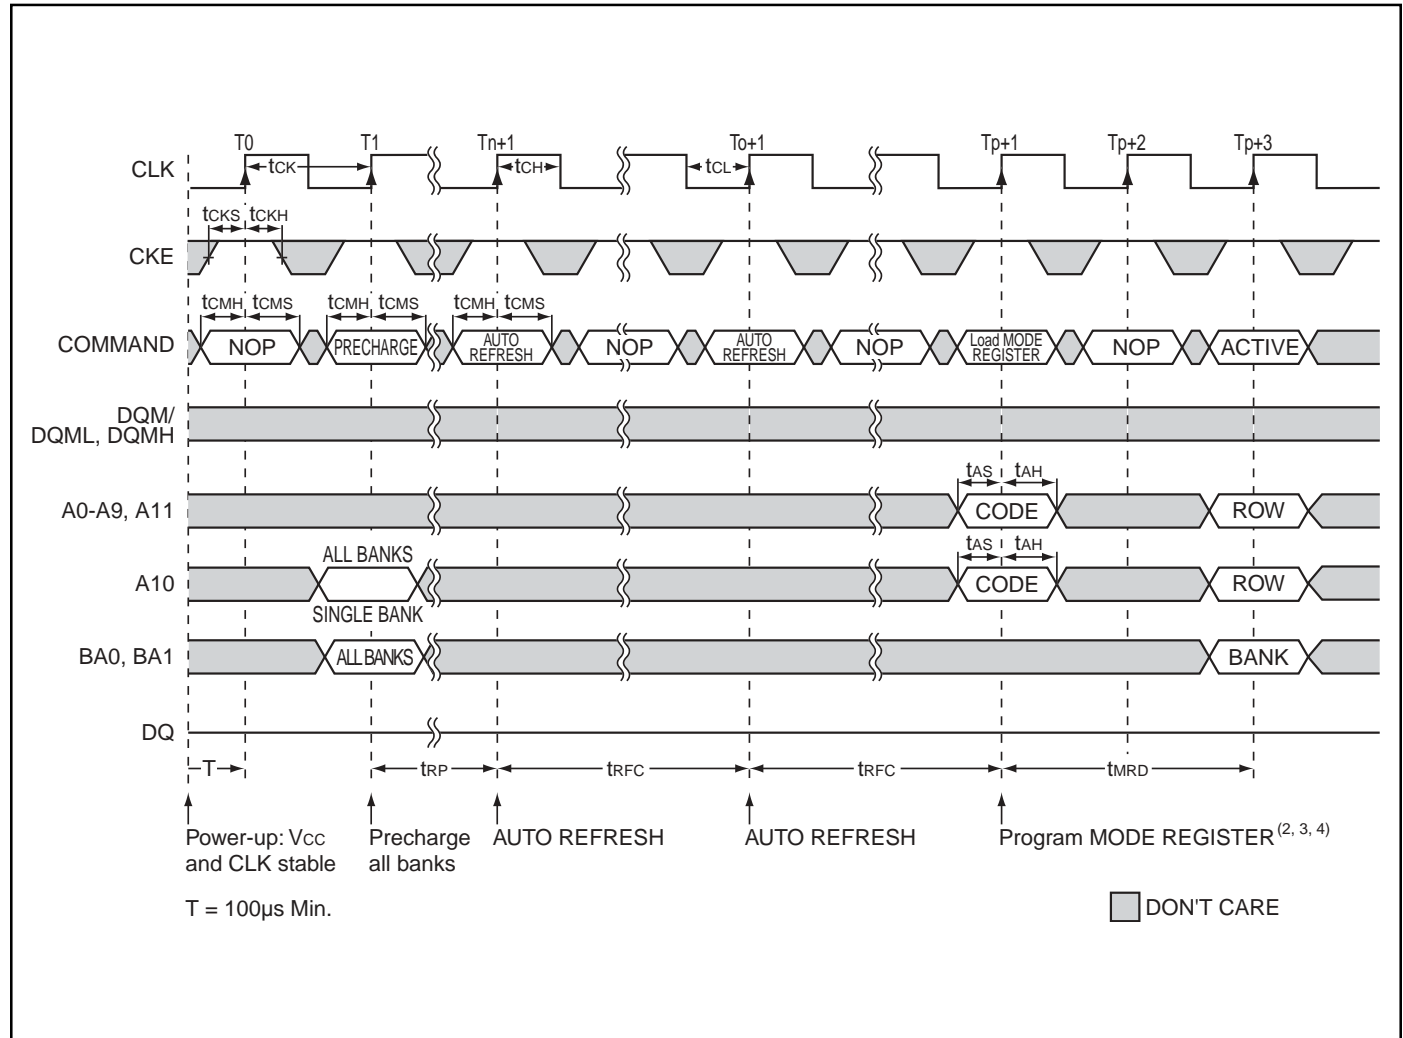 T0 T1 Tn+1 To+1 Tp+1 Tp+2 Tp+3
CLK tCK tCH tCL
tCKS tCKH
CKE
tCMH tCMS tCMH tCMS tCMH tCMS
COMMAND NOP PRECHARGE AUTO REFRESH NOP AUTO REFRESH NOP Load MODE REGISTER NOP ACTIVE
DQM/
DQML, DQMH
tAS tAH
A0-A9, A11 CODE ROW
ALL BANKS tAS tAH
A10 CODE ROW
SINGLE BANK
BA0, BA1 ALL BANKS BANK
DQ
T tRP tRFC tRFC tMRD
Power-up: VCC
and CLK stable
Precharge
all banks
AUTO REFRESH
AUTO REFRESH
Program MODE REGISTER(2, 3, 4)
T = 100µs Min.
DON'T CARE